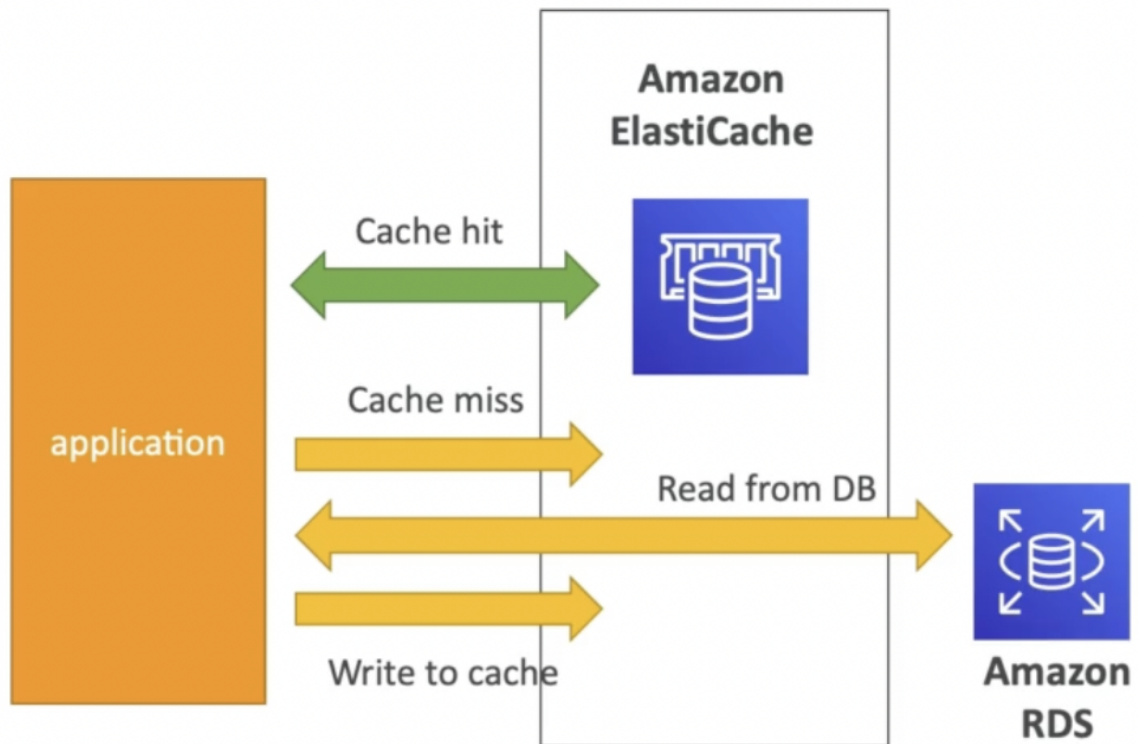 Amazon
ElastiCache
Cache hit
Cache miss
application
Read from DB
Write to cache
Amazon
RDS